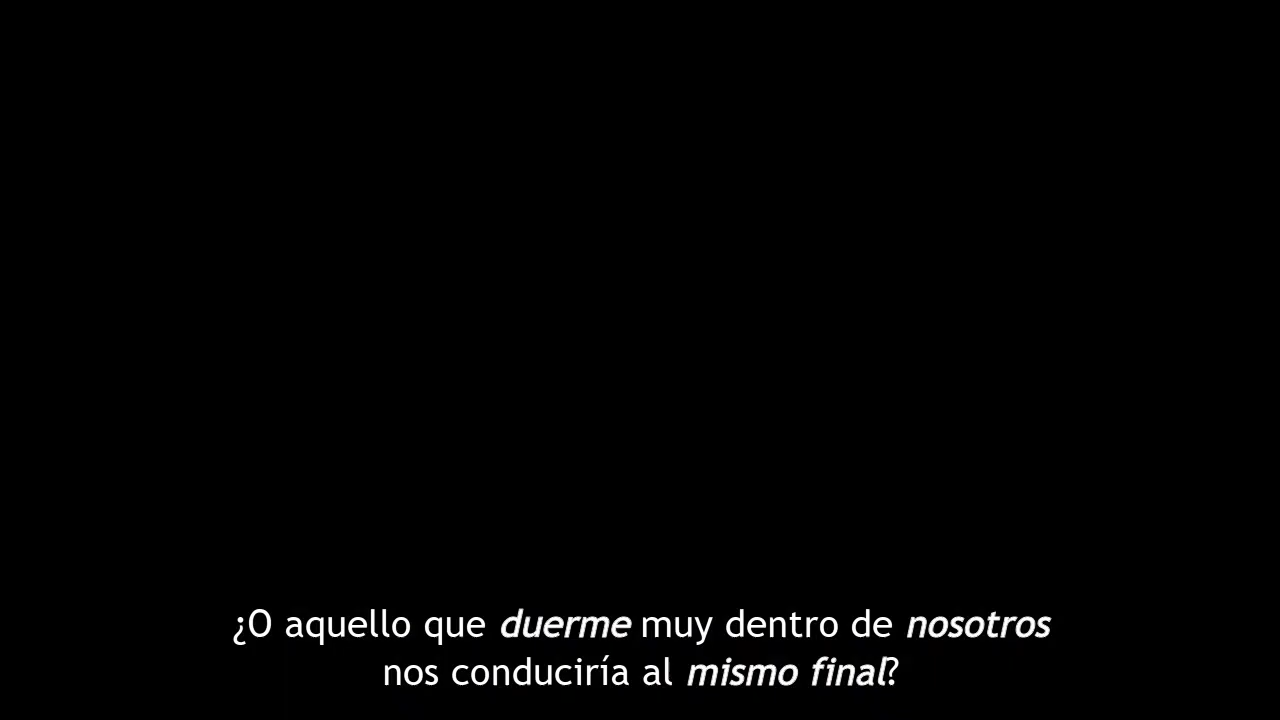 ¿O aquello que duerme muy dentro de nosotros
nos conduciría al mismo final?